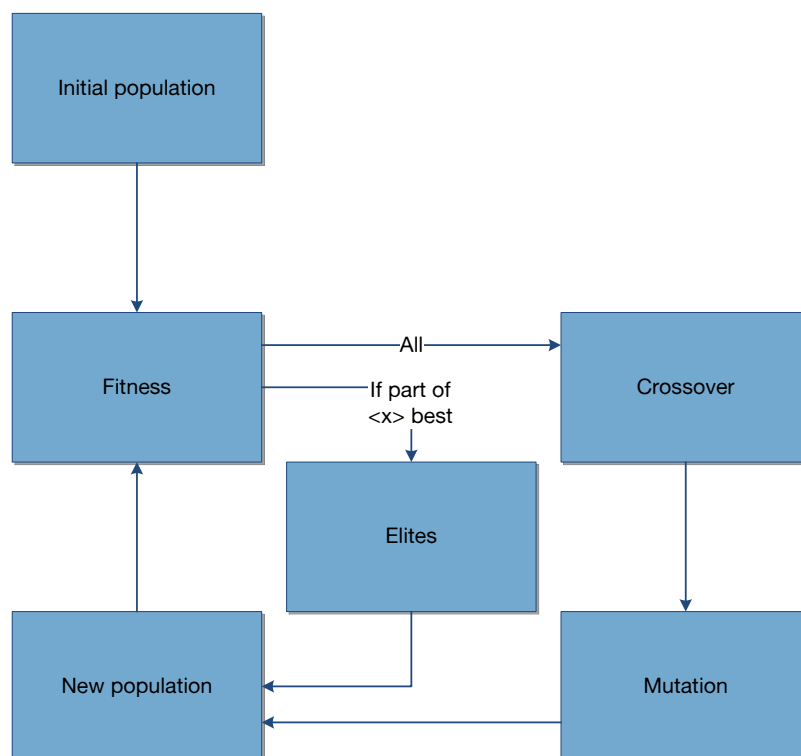 Initial population
All
Fitness
If part of
<x> best
Crossover
Elites
New population
Mutation